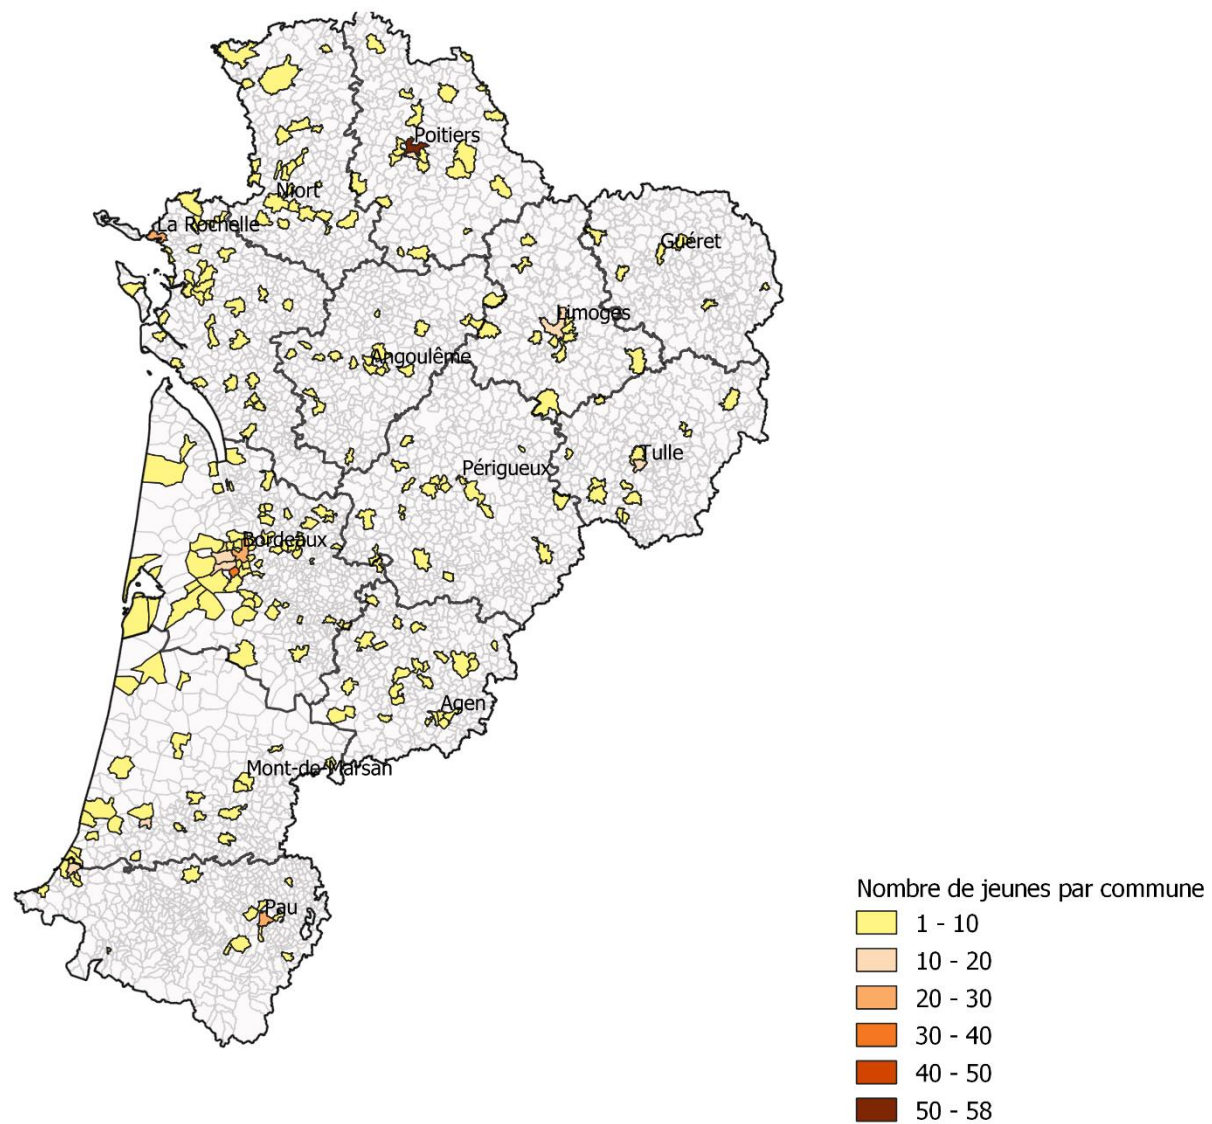 Poitiers
Niort
La Rochelle
Guéret
Limoges
Angoulême
Tulle
Périgueux
Bordeaux
Agen
Mont-de-Marsan
Pau
Nombre de jeunes par commune
1 - 10
10 - 20
20 - 30
30 - 40
40 - 50
50 - 58